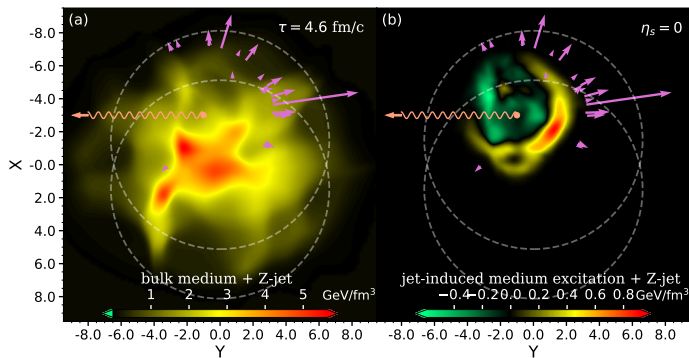 (a) τ = 4.6 fm/c (b) ηs = 0
-8.0
-6.0
-4.0
-2.0
-0.0
2.0
4.0
6.0
8.0
X
bulk medium + Z-jet
1 2 3 4 5 GeV/fm³
jet-induced medium excitation + Z-jet
−0.4 −0.2 0.0 0.2 0.4 0.6 0.8 GeV/fm³
-8.0 -6.0 -4.0 -2.0 0.0 2.0 4.0 6.0 8.0
-8.0 -6.0 -4.0 -2.0 0.0 2.0 4.0 6.0 8.0
Y Y